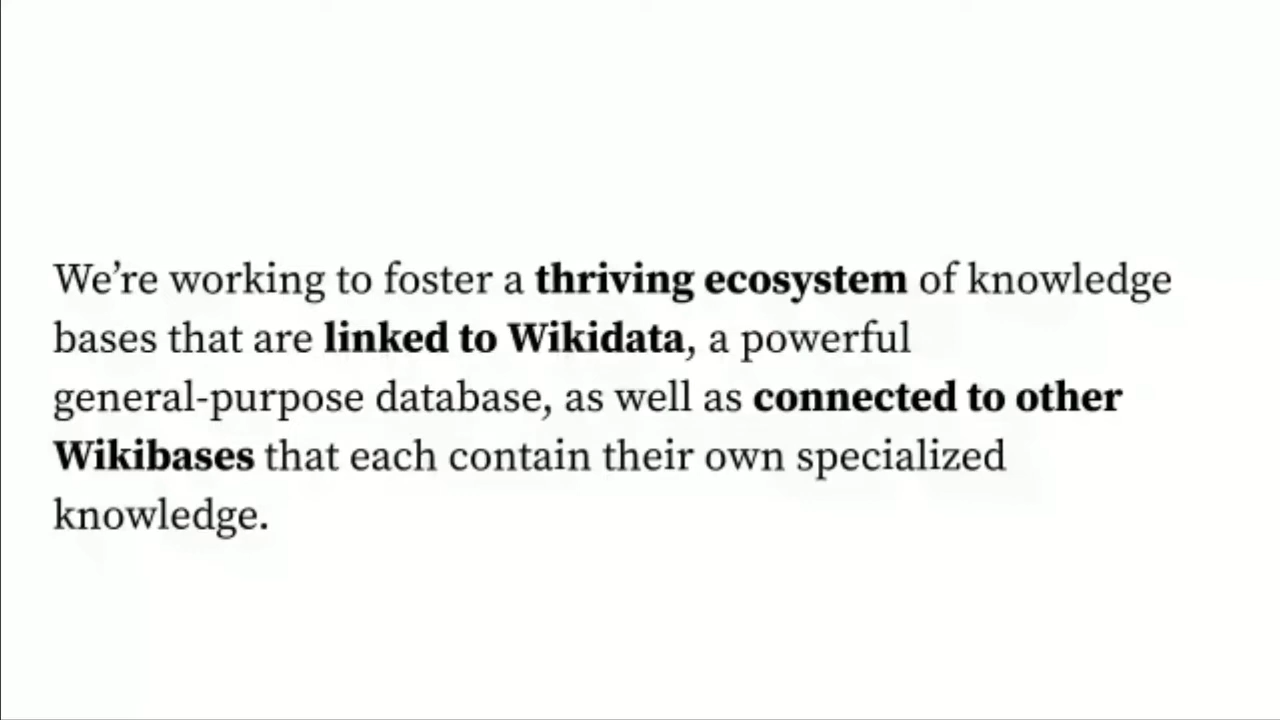 We’re working to foster a thriving ecosystem of knowledge
bases that are linked to Wikidata, a powerful
general-purpose database, as well as connected to other
Wikibases that each contain their own specialized
knowledge.